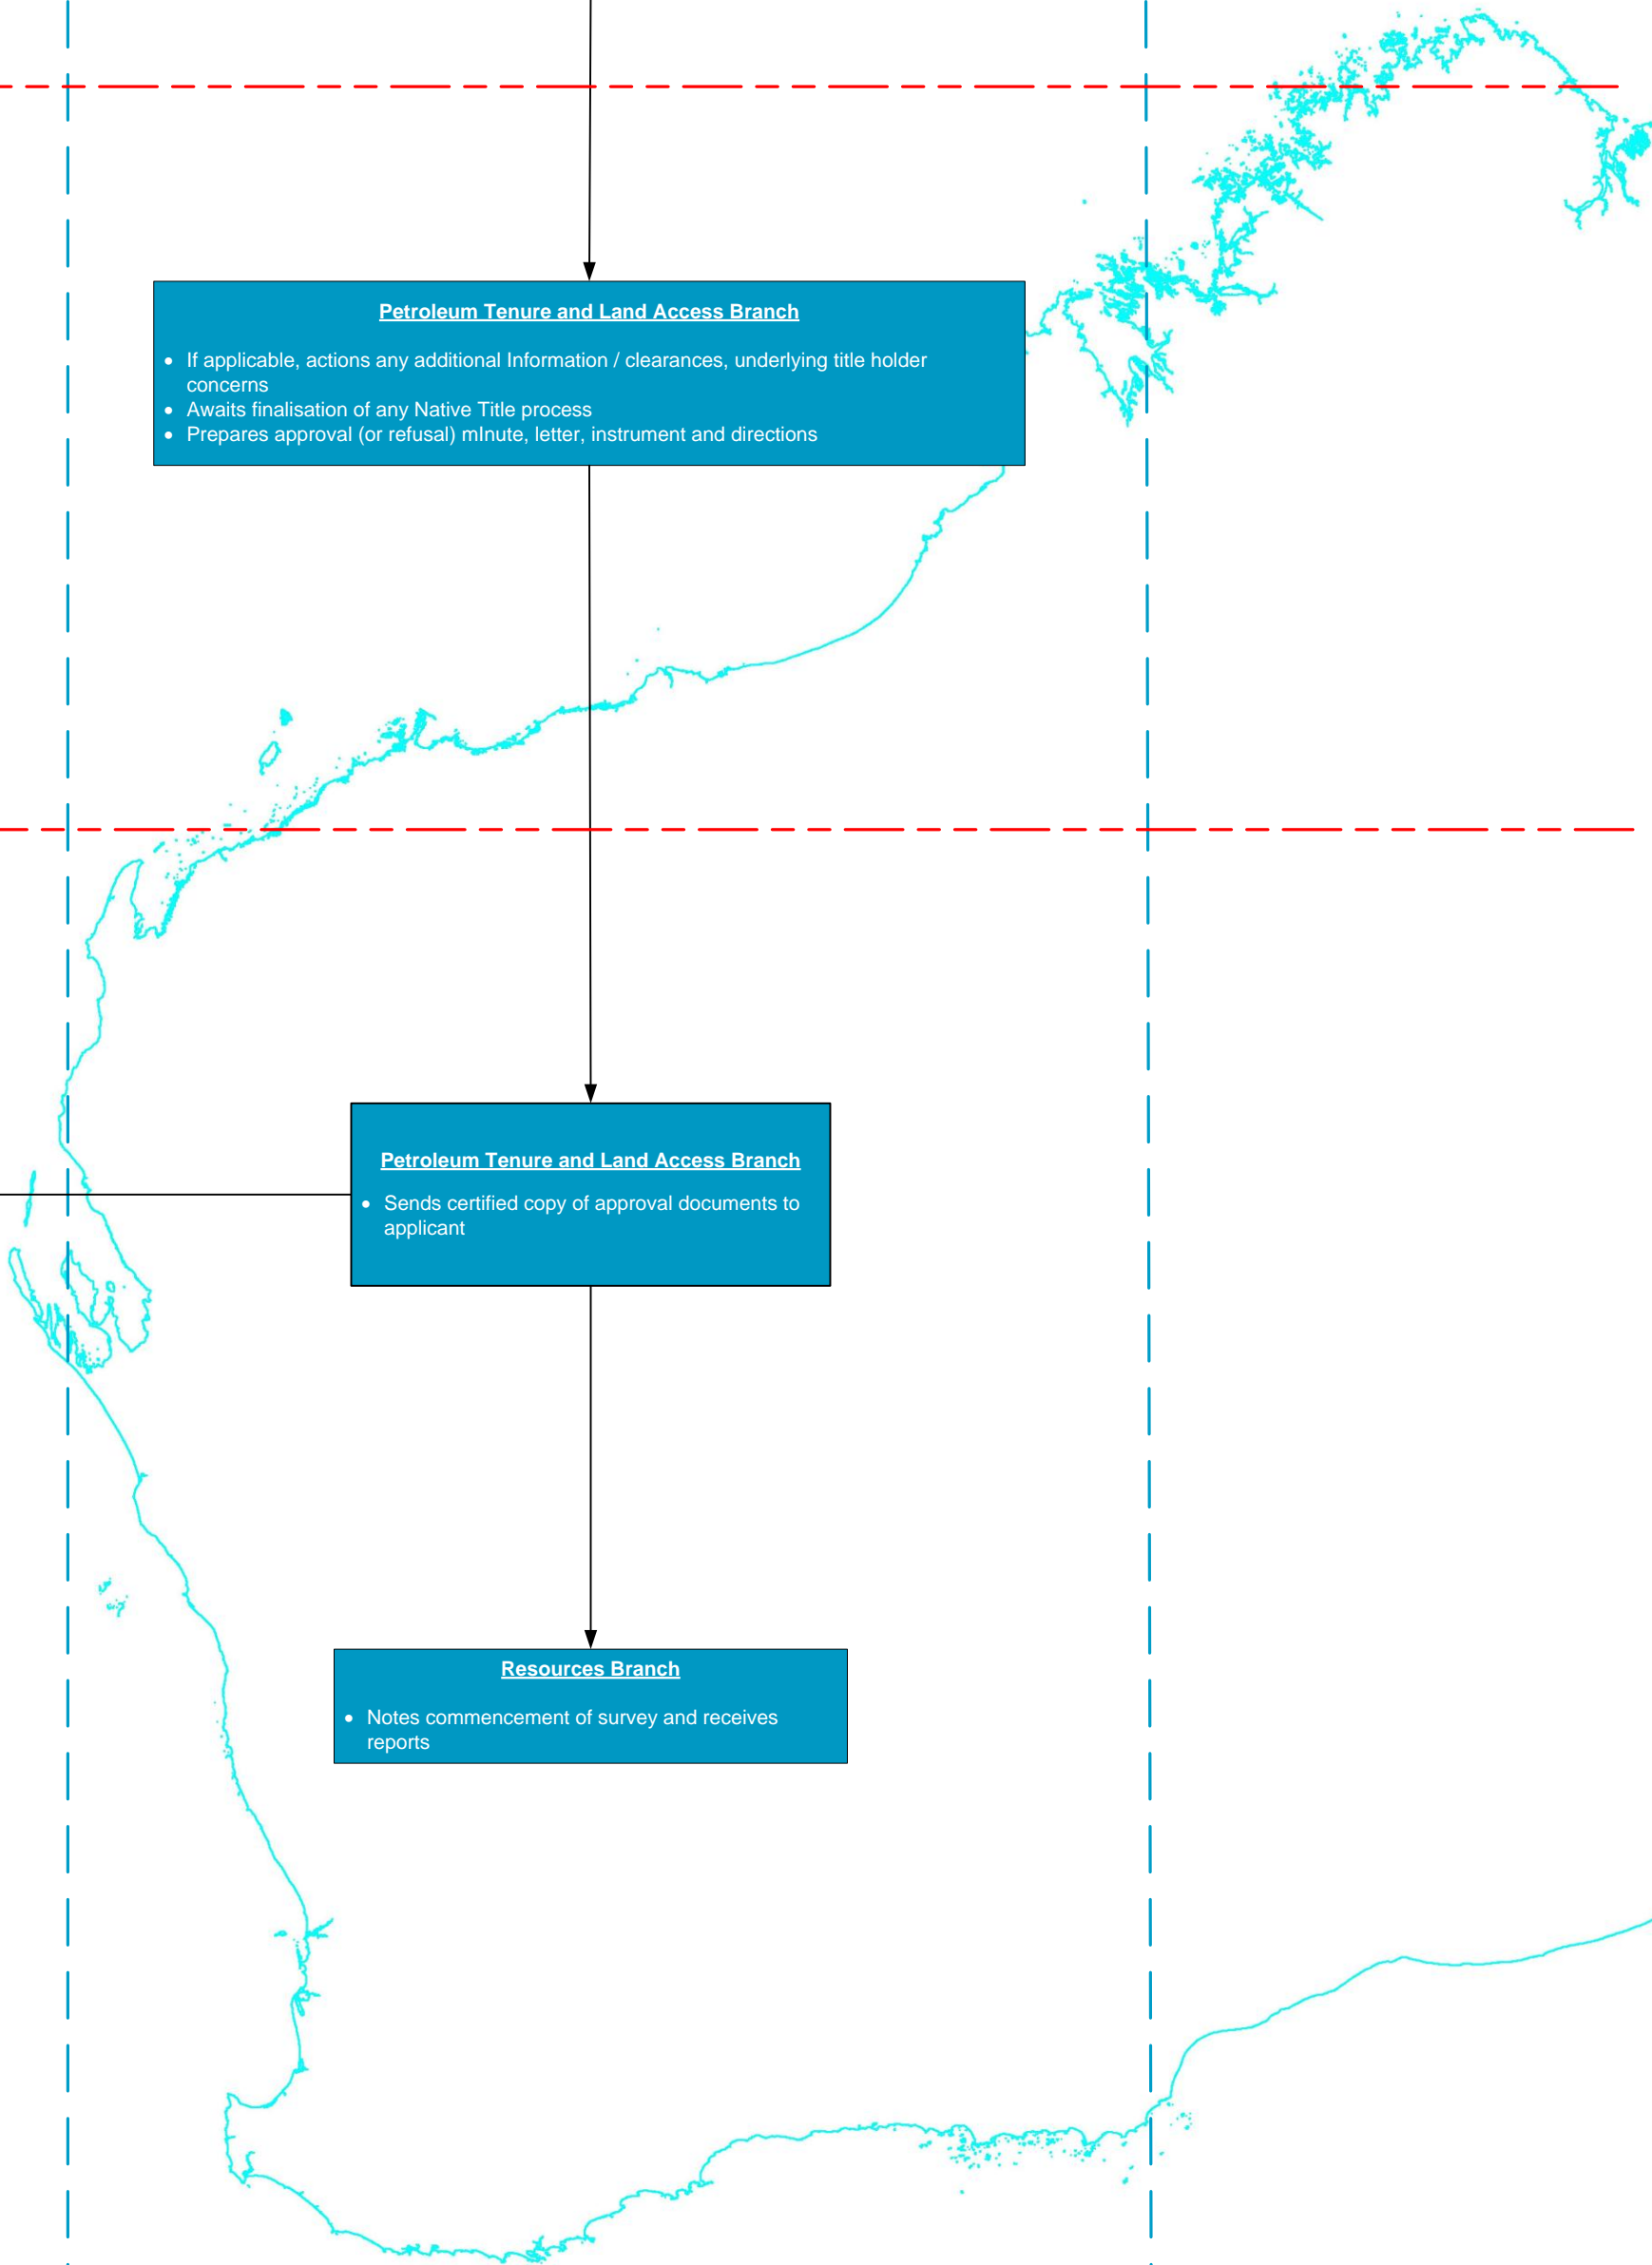 Petroleum Tenure and Land Access Branch
• If applicable, actions any additional Information / clearances, underlying title holder
concerns
• Awaits finalisation of any Native Title process
• Prepares approval (or refusal) mInute, letter, instrument and directions
Petroleum Tenure and Land Access Branch
• Sends certified copy of approval documents to
applicant
Resources Branch
• Notes commencement of survey and receives
reports